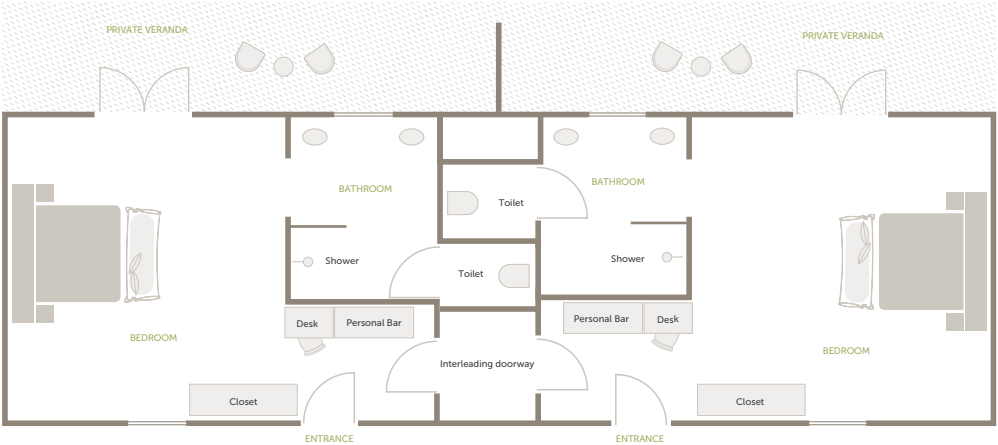 PRIVATE VERANDA
PRIVATE VERANDA
BATHROOM
BATHROOM
Toilet
Shower
Shower
Toilet
Desk
Personal Bar
Personal Bar
Desk
BEDROOM
BEDROOM
Interleading doorway
Closet
Closet
ENTRANCE
ENTRANCE